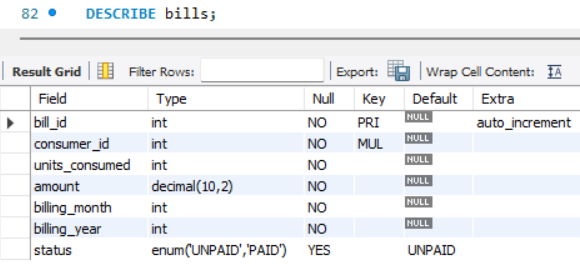 82 DESCRIBE bills;
Result Grid Filter Rows: Export: Wrap Cell Content: IA
Field Type Null Key Default Extra
bill_id int NO PRI NULL auto_increment
consumer_id int NO MUL NULL
units_consumed int NO NULL
amount decimal(10,2) NO NULL
billing_month int NO NULL
billing_year int NO NULL
status enum('UNPAID','PAID') YES UNPAID